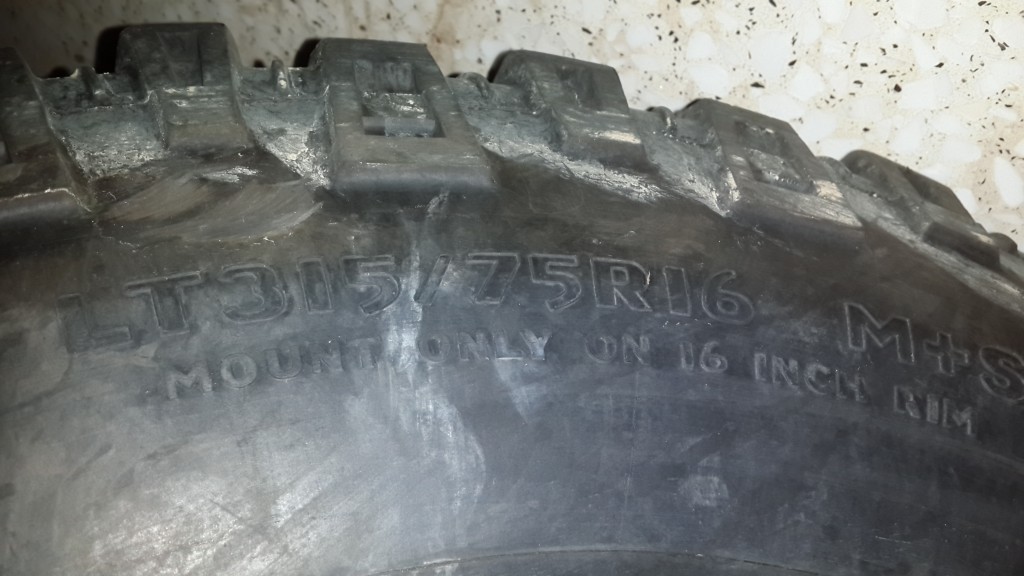 LT315/75R16 M+S
MOUNT ONLY ON 16 INCH RIM